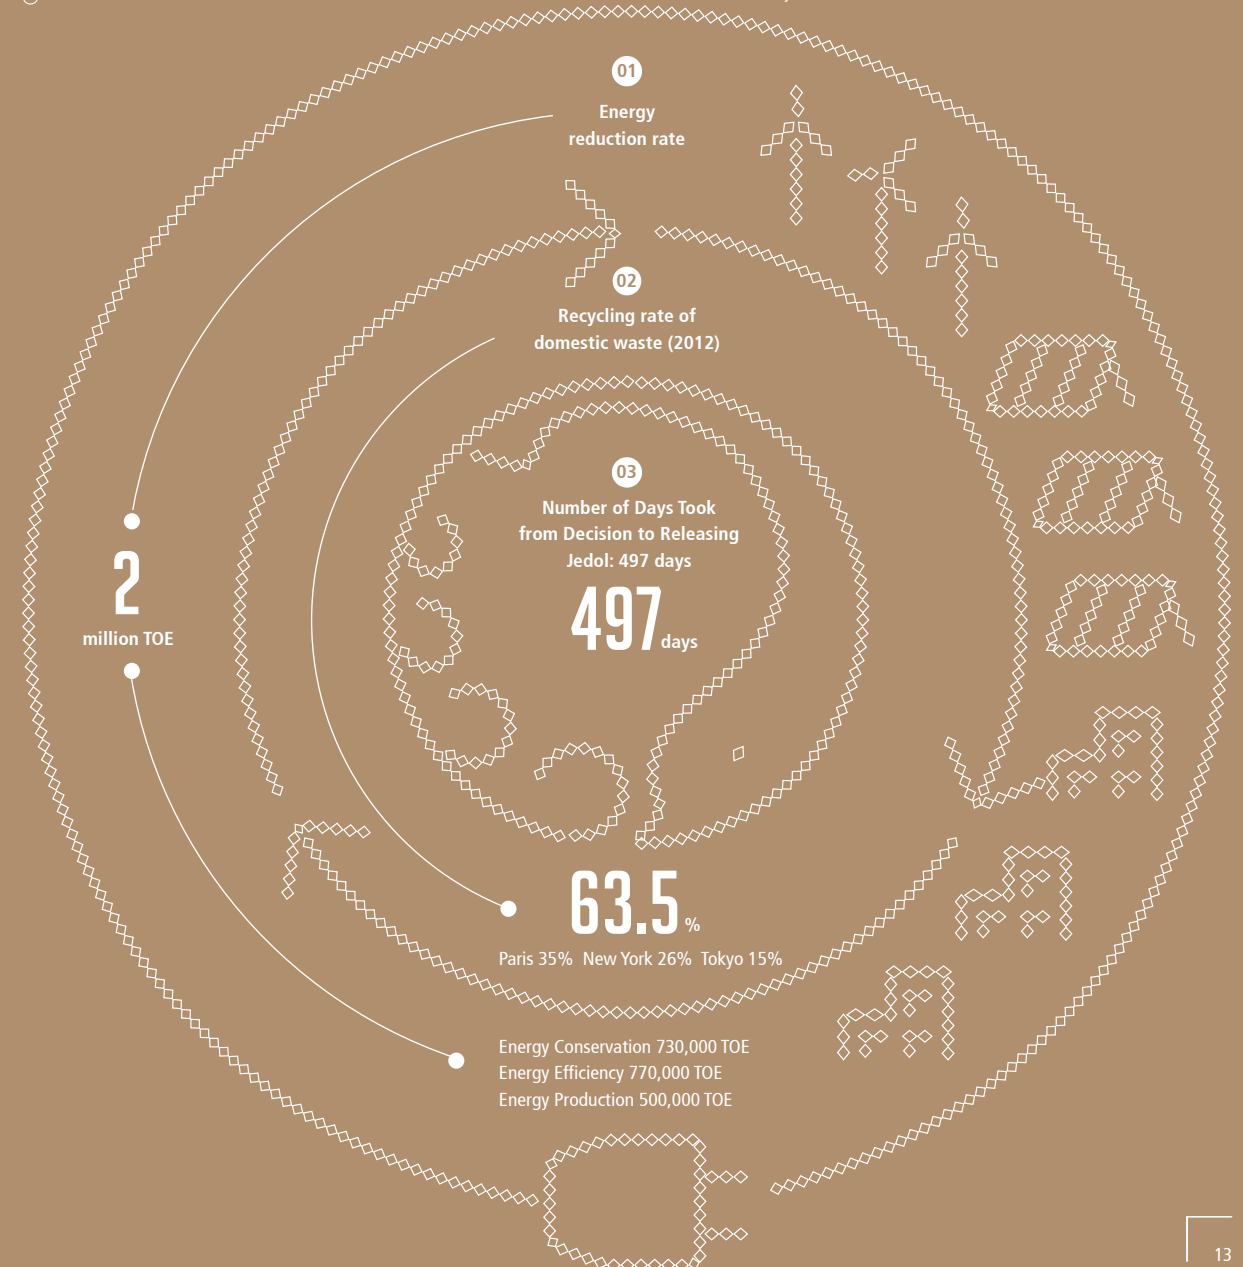 01
Energy
reduction rate
02
Recycling rate of
domestic waste (2012)
03
Number of Days Took
from Decision to Releasing
Jedol: 497 days
497 days
2
million TOE
63.5 %
Paris 35% New York 26% Tokyo 15%
Energy Conservation 730,000 TOE
Energy Efficiency 770,000 TOE
Energy Production 500,000 TOE
13